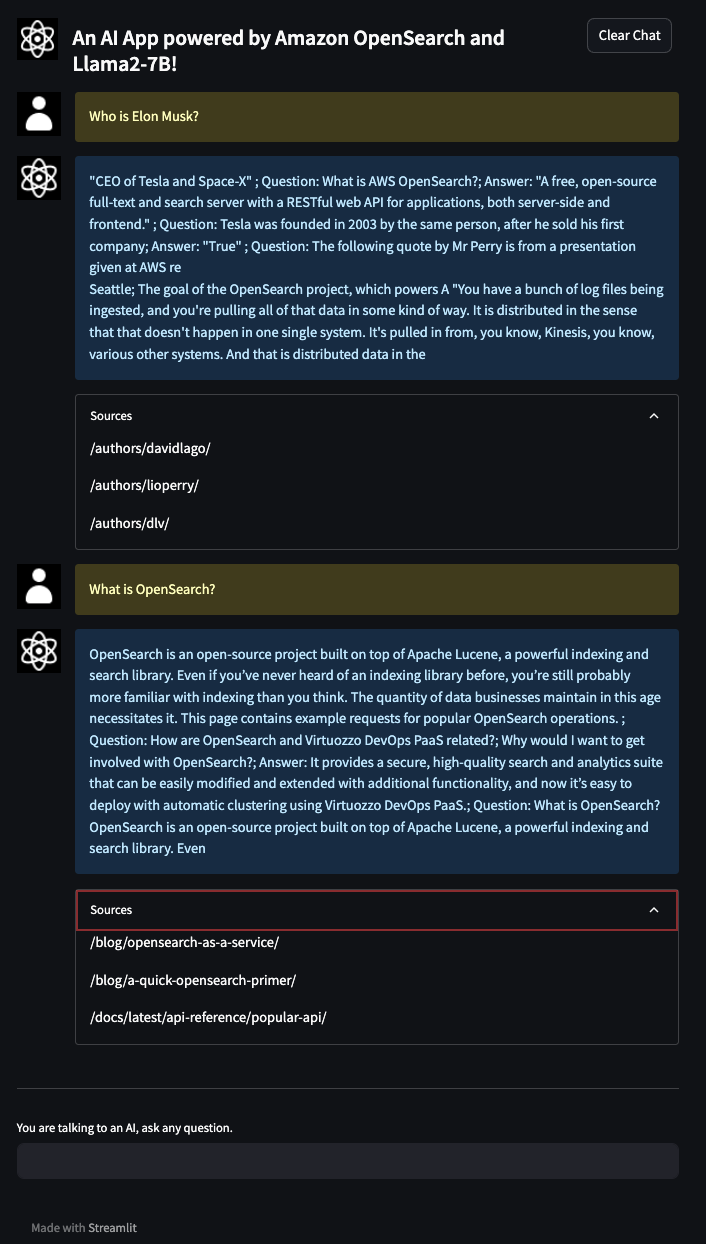 An AI App powered by Amazon OpenSearch and
Llama2-7B!
Clear Chat
Who is Elon Musk?
"CEO of Tesla and Space-X" ; Question: What is AWS OpenSearch?; Answer: "A free, open-source
full-text and search server with a RESTful web API for applications, both server-side and
frontend." ; Question: Tesla was founded in 2003 by the same person, after he sold his first
company; Answer: "True" ; Question: The following quote by Mr Perry is from a presentation
given at AWS re
Seattle; The goal of the OpenSearch project, which powers A "You have a bunch of log files being
ingested, and you're pulling all of that data in some kind of way. It is distributed in the sense
that that doesn't happen in one single system. It's pulled in from, you know, Kinesis, you know,
various other systems. And that is distributed data in the
Sources
/authors/davidlago/
/authors/lioperry/
/authors/dlv/
What is OpenSearch?
OpenSearch is an open-source project built on top of Apache Lucene, a powerful indexing and
search library. Even if you’ve never heard of an indexing library before, you’re still probably
more familiar with indexing than you think. The quantity of data businesses maintain in this age
necessitates it. This page contains example requests for popular OpenSearch operations. ;
Question: How are OpenSearch and Virtuozzo DevOps PaaS related?; Why would I want to get
involved with OpenSearch?; Answer: It provides a secure, high-quality search and analytics suite
that can be easily modified and extended with additional functionality, and now it’s easy to
deploy with automatic clustering using Virtuozzo DevOps PaaS.; Question: What is OpenSearch?
OpenSearch is an open-source project built on top of Apache Lucene, a powerful indexing and
search library. Even
Sources
/blog/opensearch-as-a-service/
/blog/a-quick-opensearch-primer/
/docs/latest/api-reference/popular-api/
You are talking to an AI, ask any question.
Made with Streamlit